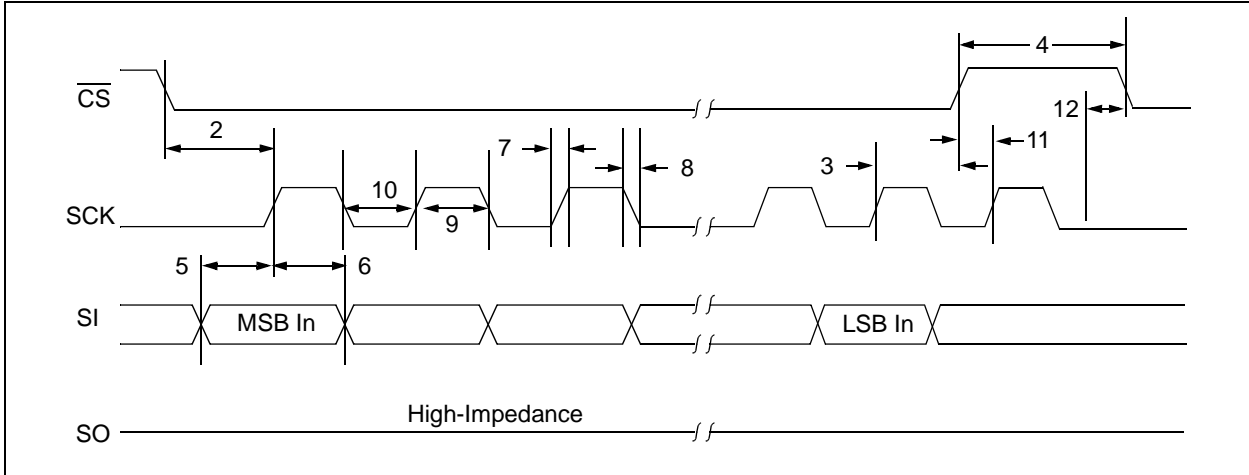 4
CS
12
2
11
7
3
8
10
SCK
9
5
6
SI
MSB In
LSB In
High-Impedance
SO